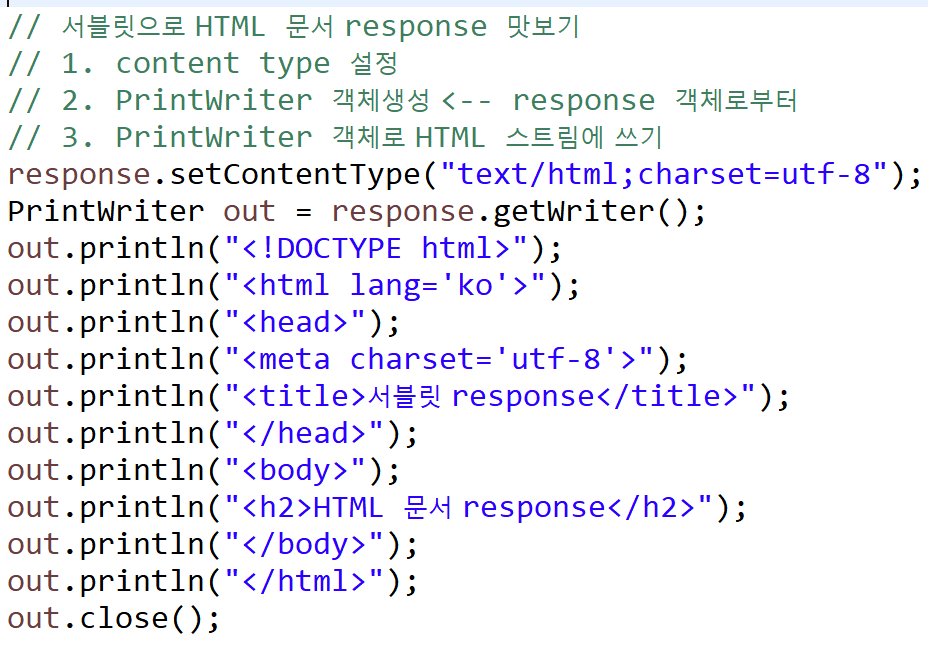 // 서블릿으로 HTML 문서 response 맛보기
// 1. content type 설정
// 2. PrintWriter 객체생성 <-- response 객체로부터
// 3. PrintWriter 객체로 HTML 스트림에 쓰기
response.setContentType("text/html;charset=utf-8");
PrintWriter out = response.getWriter();
out.println("<!DOCTYPE html>");
out.println("<html lang='ko'>");
out.println("<head>");
out.println("<meta charset='utf-8'>");
out.println("<title>서블릿 response</title>");
out.println("</head>");
out.println("<body>");
out.println("<h2>HTML 문서 response</h2>");
out.println("</body>");
out.println("</html>");
out.close();